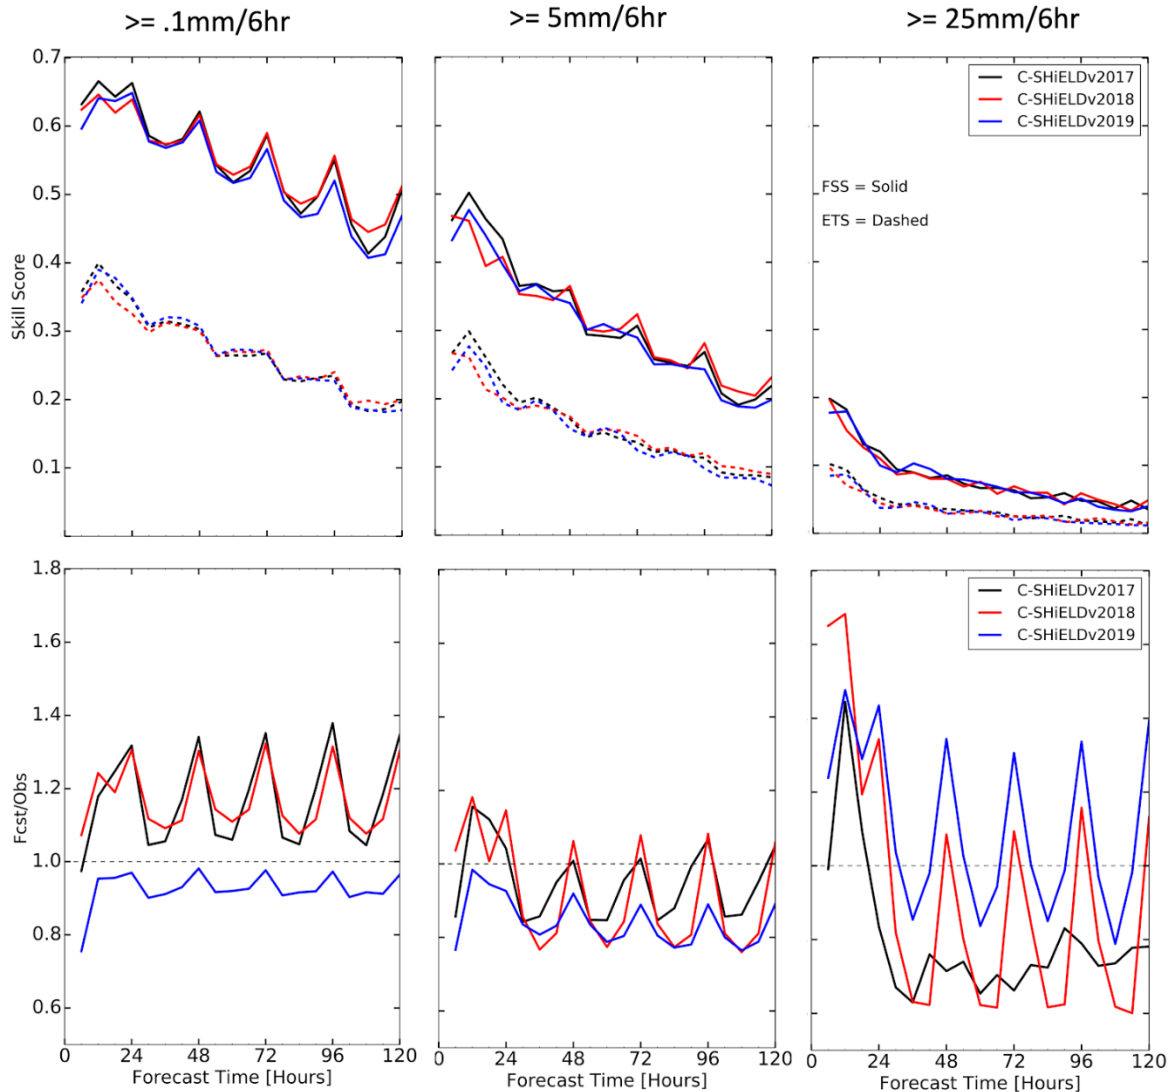 >= .1mm/6hr
>= 5mm/6hr
>= 25mm/6hr
0.7
0.6
0.5
0.4
0.3
0.2
0.1
Skill Score
C-SHiELDv2017
C-SHiELDv2018
C-SHiELDv2019
FSS = Solid
ETS = Dashed
1.8
1.6
1.4
1.2
1.0
0.8
0.6
Fcst/Obs
C-SHiELDv2017
C-SHiELDv2018
C-SHiELDv2019
0 24 48 72 96 120
0 24 48 72 96 120
0 24 48 72 96 120
Forecast Time [Hours]
Forecast Time [Hours]
Forecast Time [Hours]